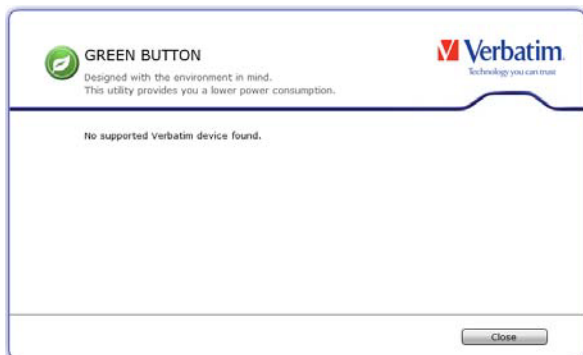 GREEN BUTTON
Designed with the environment in mind.
This utility provides you a lower power consumption.
Verbatim.
Technology you can trust
No supported Verbatim device found.
Close